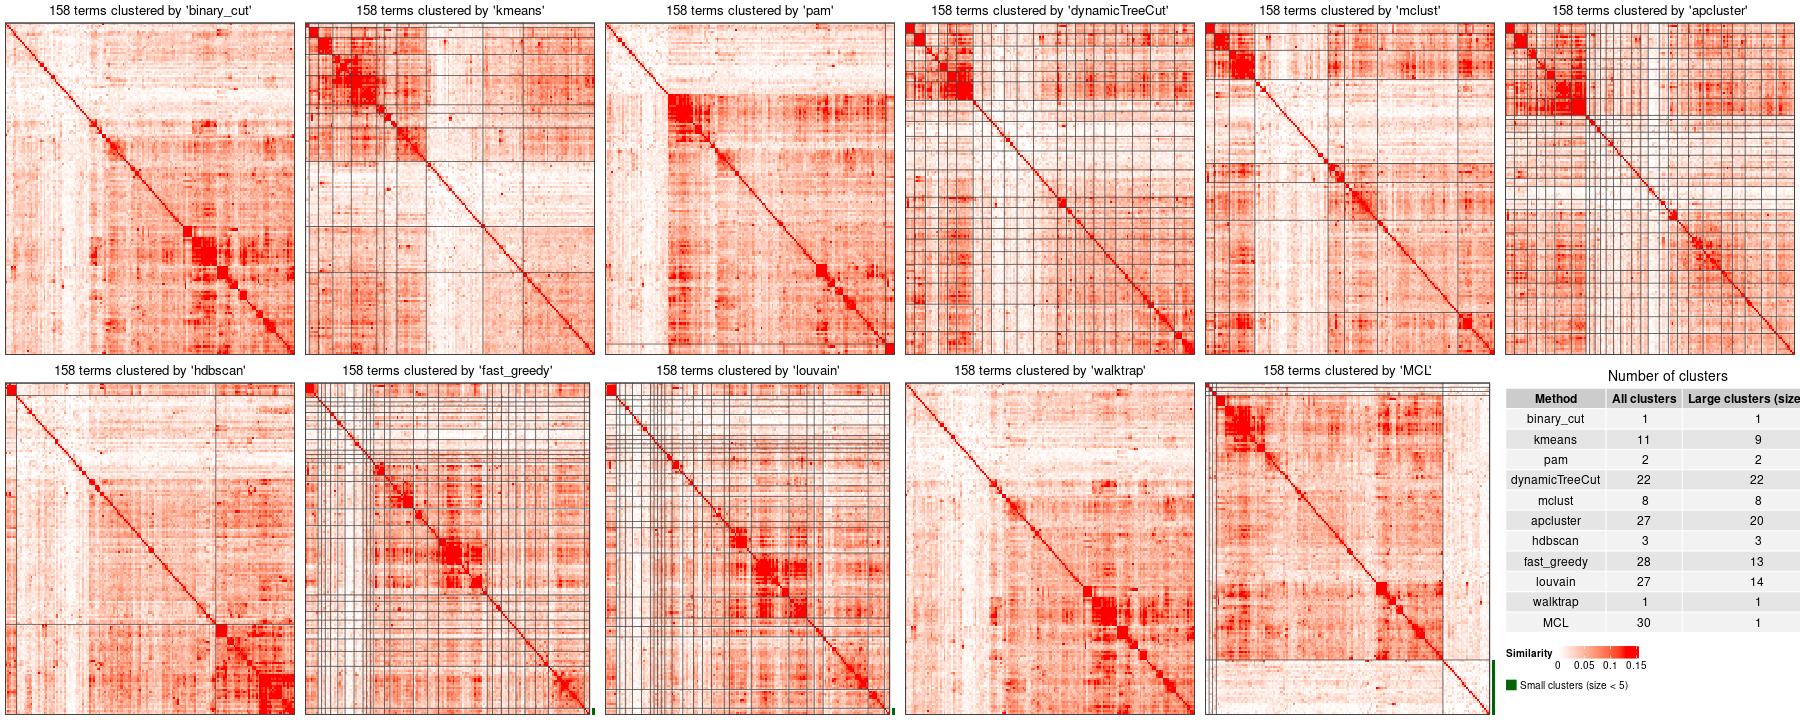 158 terms clustered by 'binary_cut'
158 terms clustered by 'kmeans'
158 terms clustered by 'pam'
158 terms clustered by 'dynamicTreeCut'
158 terms clustered by 'mclust'
158 terms clustered by 'apcluster'
158 terms clustered by 'hdbscan'
158 terms clustered by 'fast_greedy'
158 terms clustered by 'louvain'
158 terms clustered by 'walktrap'
158 terms clustered by 'MCL'
Number of clusters
Method All clusters Large clusters (size
binary_cut 1 1
kmeans 11 9
pam 2 2
dynamicTreeCut 22 22
mclust 8 8
apcluster 27 20
hdbscan 3 3
fast_greedy 28 13
louvain 27 14
walktrap 1 1
MCL 30 1
Similarity
0 0.05 0.1 0.15
Small clusters (size < 5)